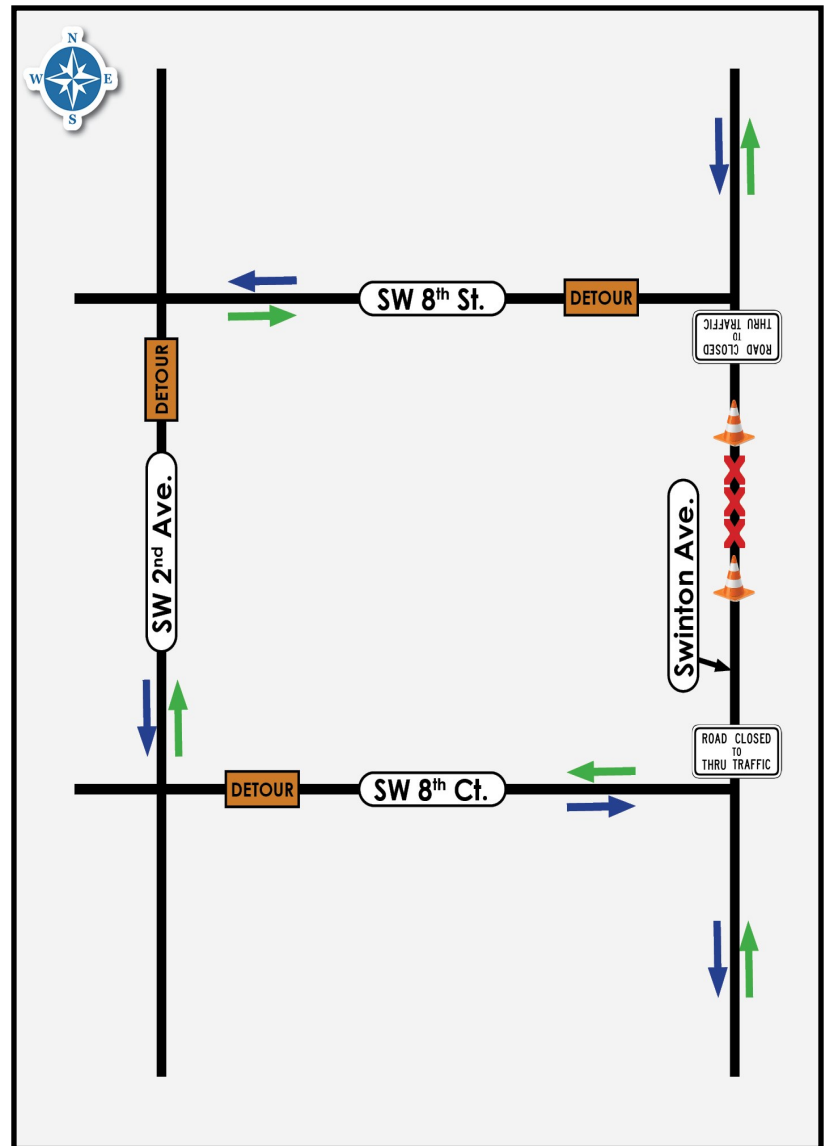 N
W E
S
SW 8th St.
DETOUR
ROAD CLOSED
TO
THRU TRAFFIC
DETOUR
SW 2nd Ave.
Swinton Ave.
ROAD CLOSED
TO
THRU TRAFFIC
DETOUR
SW 8th Ct.